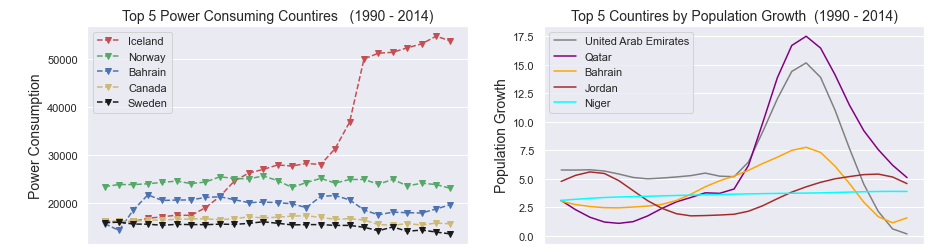 Top 5 Power Consuming Countires (1990 - 2014)
Power Consumption
50000
40000
30000
20000
Iceland
Norway
Bahrain
Canada
Sweden
Top 5 Countires by Population Growth (1990 - 2014)
Population Growth
17.5
15.0
12.5
10.0
7.5
5.0
2.5
0.0
United Arab Emirates
Qatar
Bahrain
Jordan
Niger